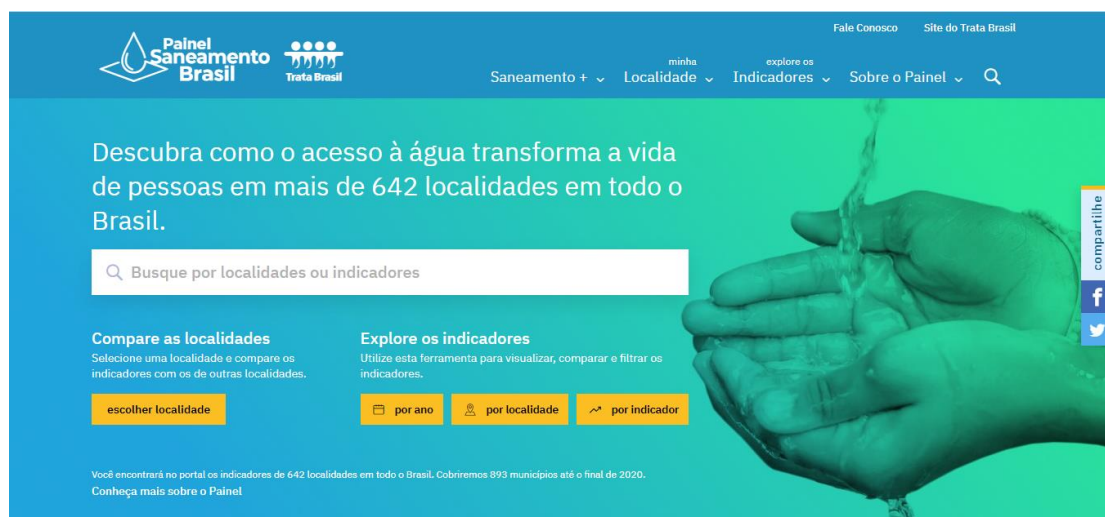 Fale Conosco Site do Trata Brasil
Painel
Saneamento
Brasil
Trata Brasil
Saneamento +
minha
Localidade
explore os
Indicadores
Sobre o Painel
Descubra como o acesso à água transforma a vida
de pessoas em mais de 642 localidades em todo o
Brasil.
Busque por localidades ou indicadores
Compare as localidades
Selecione uma localidade e compare os
indicadores com os de outras localidades.
escolher localidade
Explore os indicadores
Utilize esta ferramenta para visualizar, comparar e filtrar os
indicadores.
por ano por localidade por indicador
Você encontrará no portal os indicadores de 642 localidades em todo o Brasil. Cobriremos 893 municípios até o final de 2020.
Conheça mais sobre o Painel
compartilhe